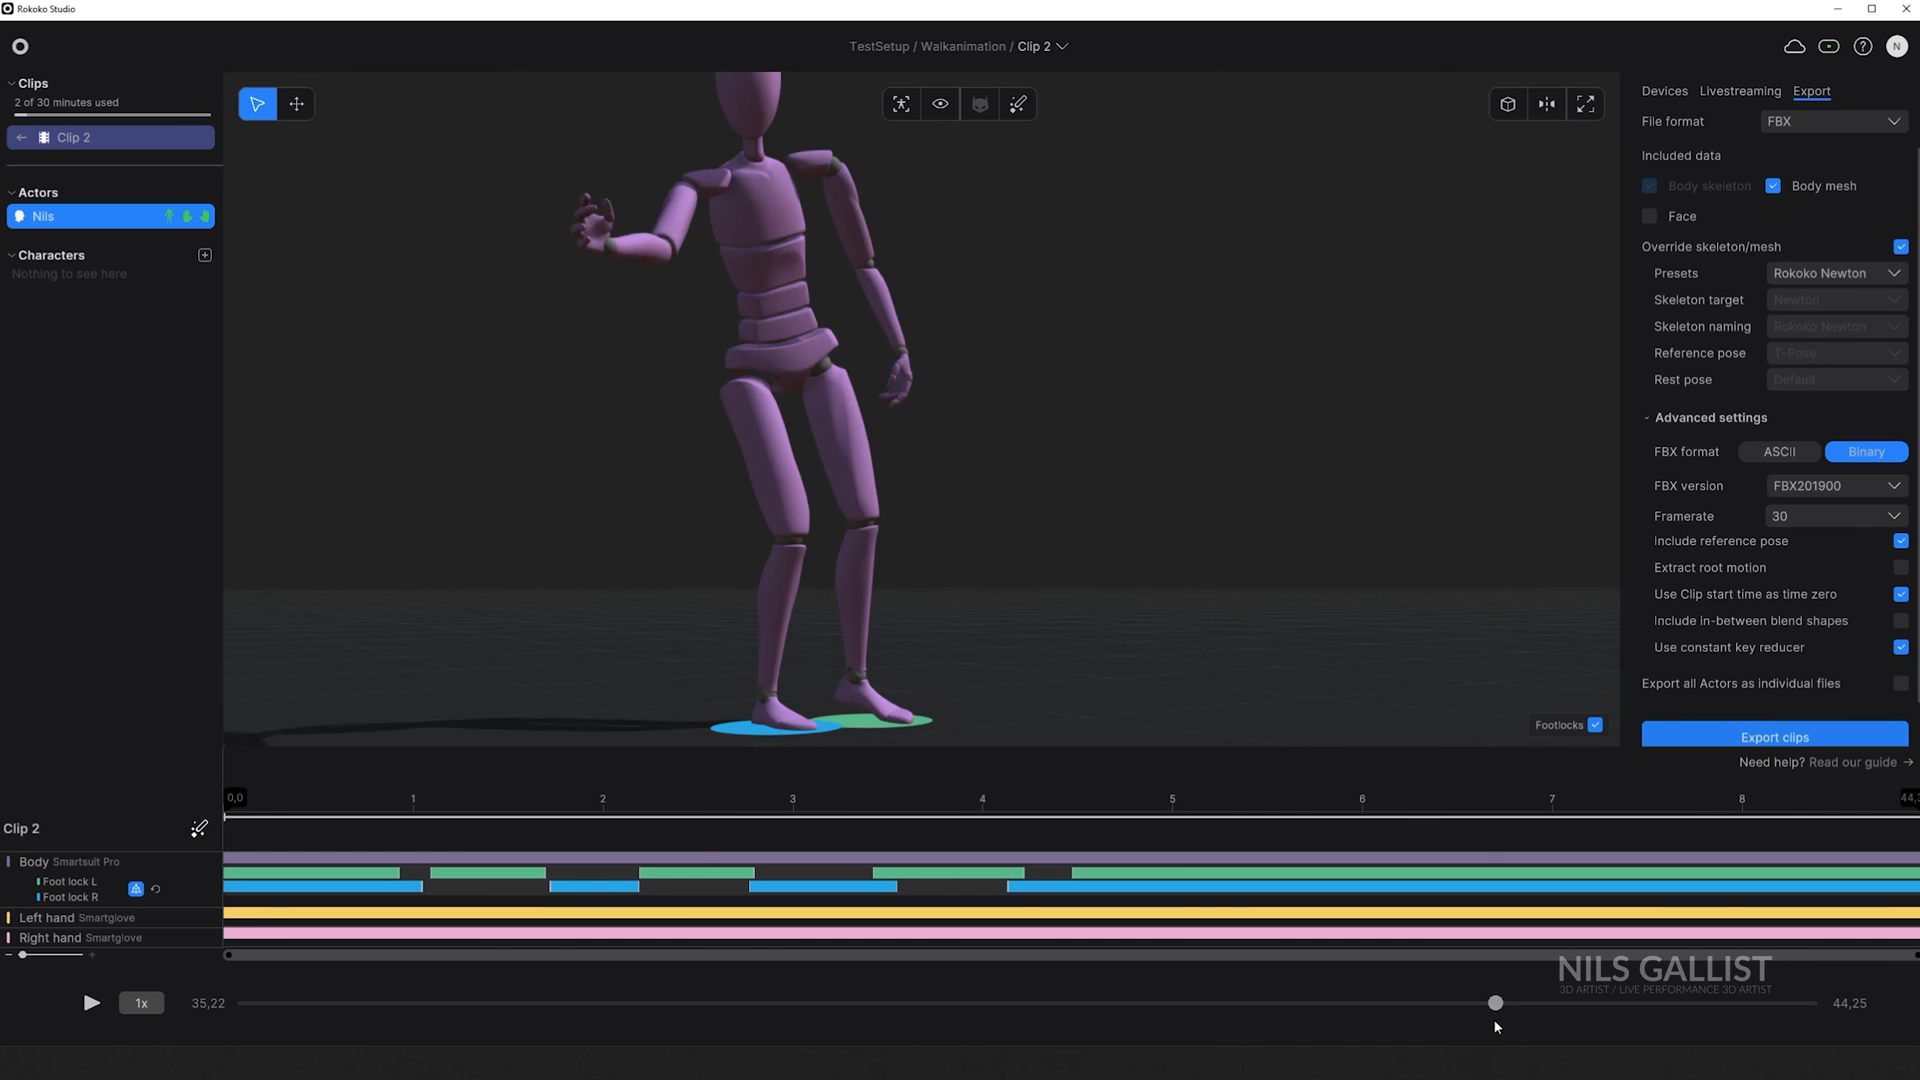 Rokoko Studio
TestSetup / Walkanimation / Clip 2
N
Clips
2 of 30 minutes used
Clip 2
Actors
Nils
Characters
Nothing to see here
Devices Livestreaming Export
File format FBX
Included data
Body skeleton Body mesh
Face
Override skeleton/mesh
Presets Rokoko Newton
Skeleton target Newton
Skeleton naming Rokoko Newton
Reference pose T-Pose
Rest pose Default
Advanced settings
FBX format ASCII Binary
FBX version FBX201900
Framerate 30
Include reference pose
Extract root motion
Use Clip start time as time zero
Include in-between blend shapes
Use constant key reducer
Export all Actors as individual files
Footlocks
Export clips
Need help? Read our guide →
0,0 1 2 3 4 5 6 7 8
Clip 2
Body Smartsuit Pro
Foot lock L
Foot lock R
Left hand Smartglove
Right hand Smartglove
NILS GALLIST
3D ARTIST / LIVE PERFORMANCE 3D ARTIST
1x 35,22 44,25